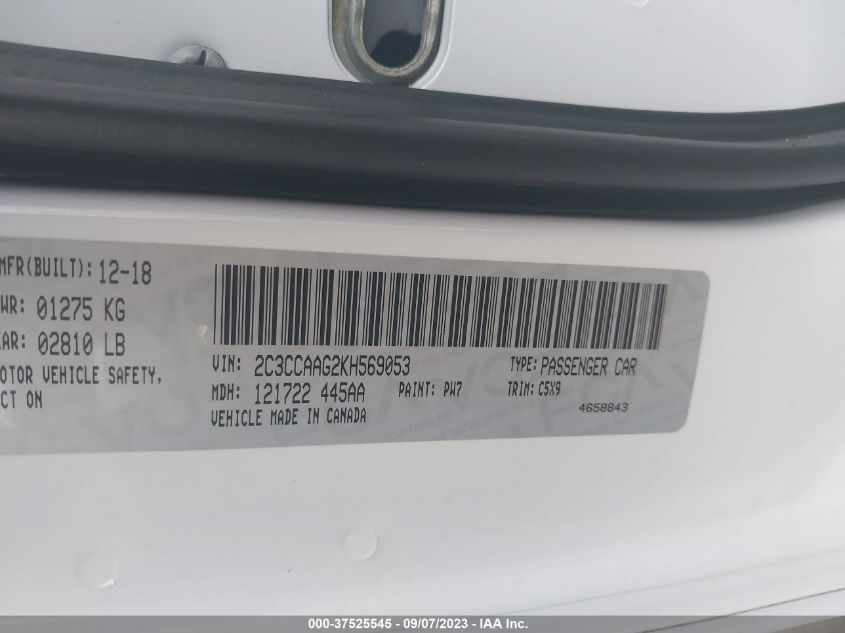 MFR(BUILT): 12-18
WR: 01275 KG
EAR: 02810 LB
OTOR VEHICLE SAFETY,
CT ON
VIN: 2C3CCAAG2KH569053
TYPE: PASSENGER CAR
MDH: 121722 445AA
PAINT: PW7
TRIM: C5X9
VEHICLE MADE IN CANADA
4658843
000-37525545 - 09/07/2023 - IAA Inc.